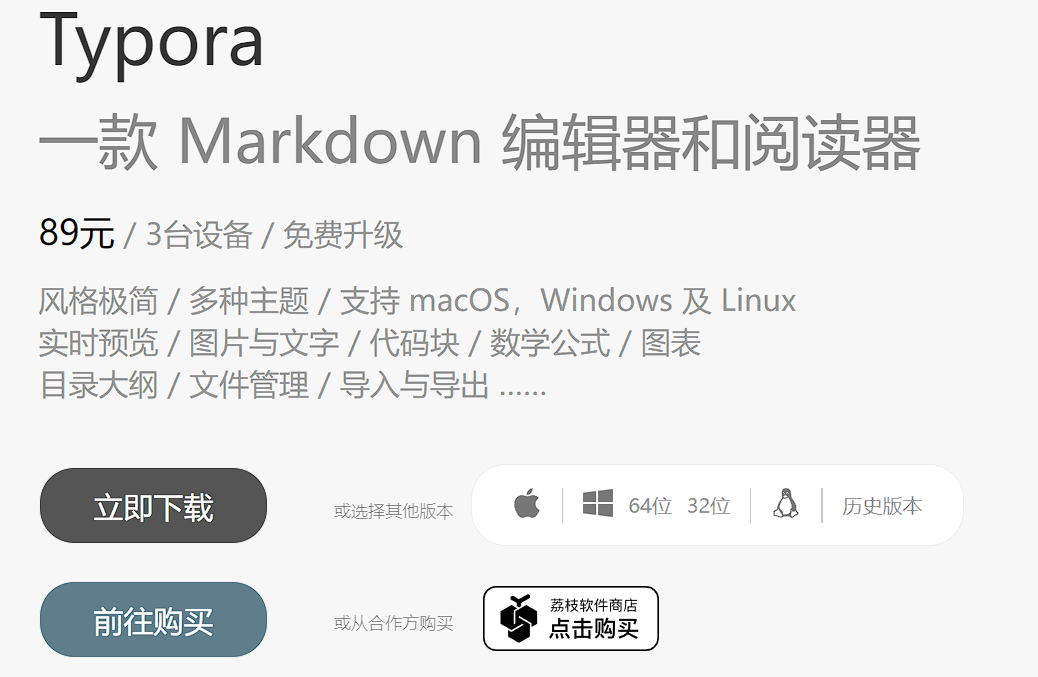 Typora
一款 Markdown 编辑器和阅读器
89元 / 3台设备 / 免费升级
风格极简 / 多种主题 / 支持 macOS，Windows 及 Linux
实时预览 / 图片与文字 / 代码块 / 数学公式 / 图表
目录大纲 / 文件管理 / 导入与导出 ……
立即下载
或选择其他版本
64位 32位
历史版本
前往购买
或从合作方购买
荔枝软件商店
点击购买